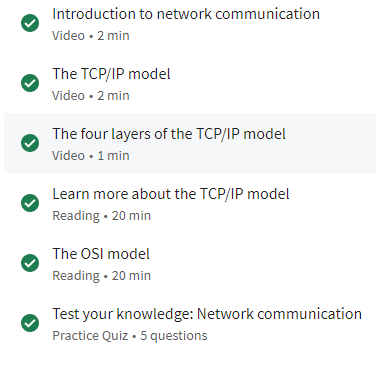 Introduction to network communication
Video • 2 min
The TCP/IP model
Video • 2 min
The four layers of the TCP/IP model
Video • 1 min
Learn more about the TCP/IP model
Reading • 20 min
The OSI model
Reading • 20 min
Test your knowledge: Network communication
Practice Quiz • 5 questions